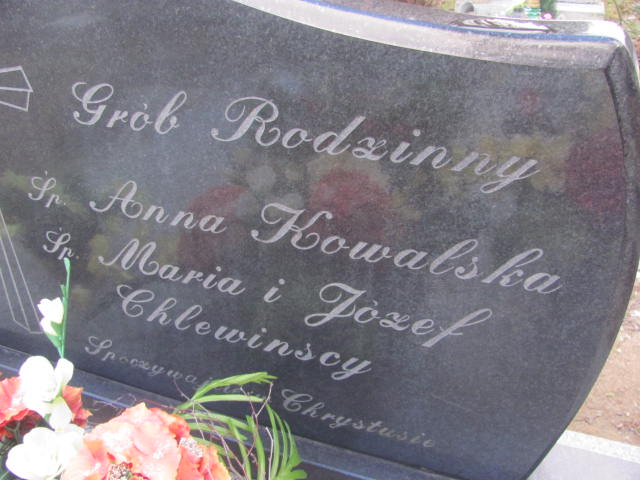 Grób Rodzinny
Śp. Anna Kowalska
Śp. Maria i Józef
Chlewinscy
Chrystusie